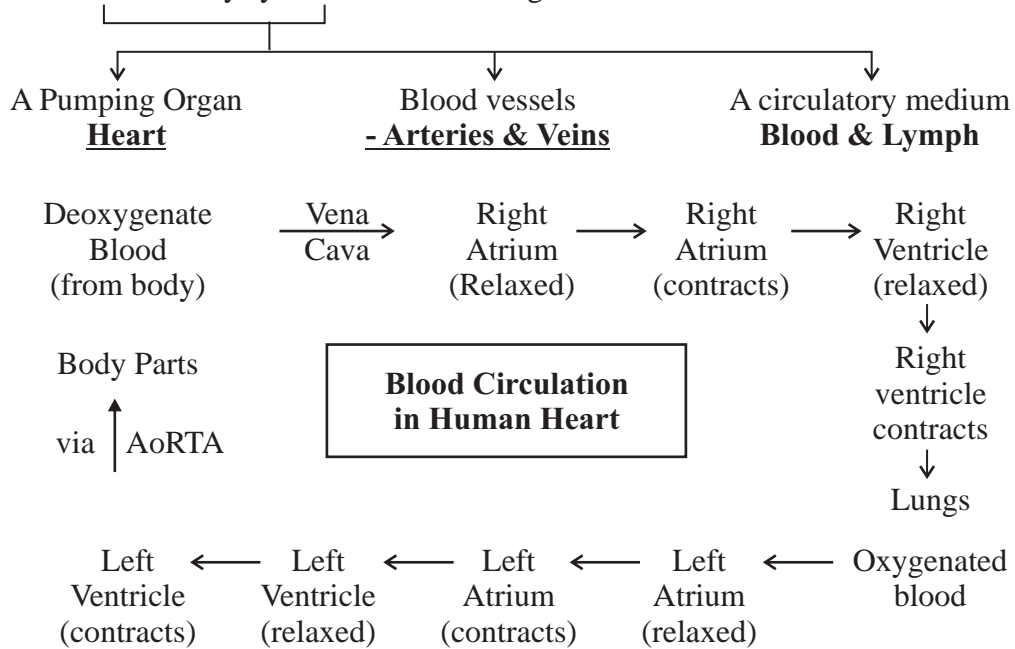 A Pumping Organ
Heart
Blood vessels
- Arteries & Veins
A circulatory medium
Blood & Lymph
Deoxygenate
Blood
(from body)
Vena
Cava
Right
Atrium
(Relaxed)
Right
Atrium
(contracts)
Right
Ventricle
(relaxed)
Right
ventricle
contracts
Lungs
Body Parts
via AoRTA
Blood Circulation
in Human Heart
Oxygenated
blood
Left
Atrium
(relaxed)
Left
Atrium
(contracts)
Left
Ventricle
(relaxed)
Left
Ventricle
(contracts)